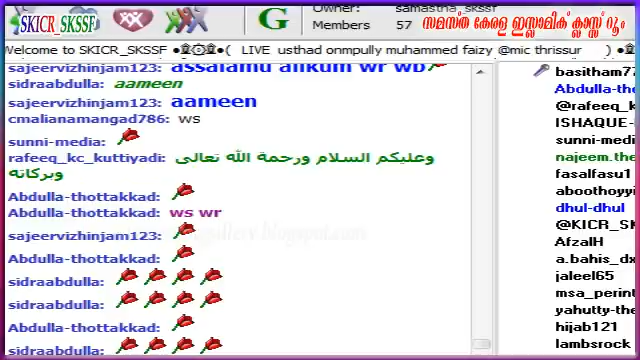 SKICR_SKSSF
G
Owner: samastha_skssf
Members 57
സമസ്ത കേരള ഇസ്ലാമിക് ക്ലാസ്സ് റൂം
Welcome to SKICR_SKSSF ●۩۞۩●( LIVE usthad onmpully muhammed faizy @mic thrissur )
sajeervizhinjam123: assalamu alikum wr wb
sidraabdulla: aameen
sajeervizhinjam123: aameen
cmalianamangad786: ws
sunni-media:
rafeeq_kc_kuttiyadi: وعليكم السلام ورحمة الله تعالى
وبركاته
Abdulla-thottakkad:
Abdulla-thottakkad: ws wr
sajeervizhinjam123:
Abdulla-thottakkad:
sidraabdulla:
sidraabdulla:
Abdulla-thottakkad:
sidraabdulla:
basitham77
Abdulla-tho
@rafeeq_k
ISHAQUE-
sunni-medi
najeem.the
fasalfasu1
aboothoyyi
dhul-dhul
@KICR_SK
AfzalH
a.bahis_dx
jaleel65
msa_perint
yahutty-the
hijab121
lambsrock